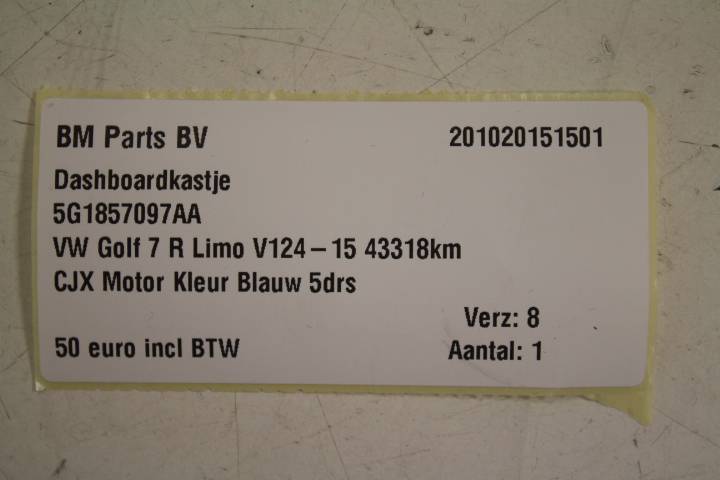 BM Parts BV 201020151501
Dashboardkastje
5G1857097AA
VW Golf 7 R Limo V124-15 43318km
CJX Motor Kleur Blauw 5drs
Verz: 8
50 euro incl BTW Aantal: 1